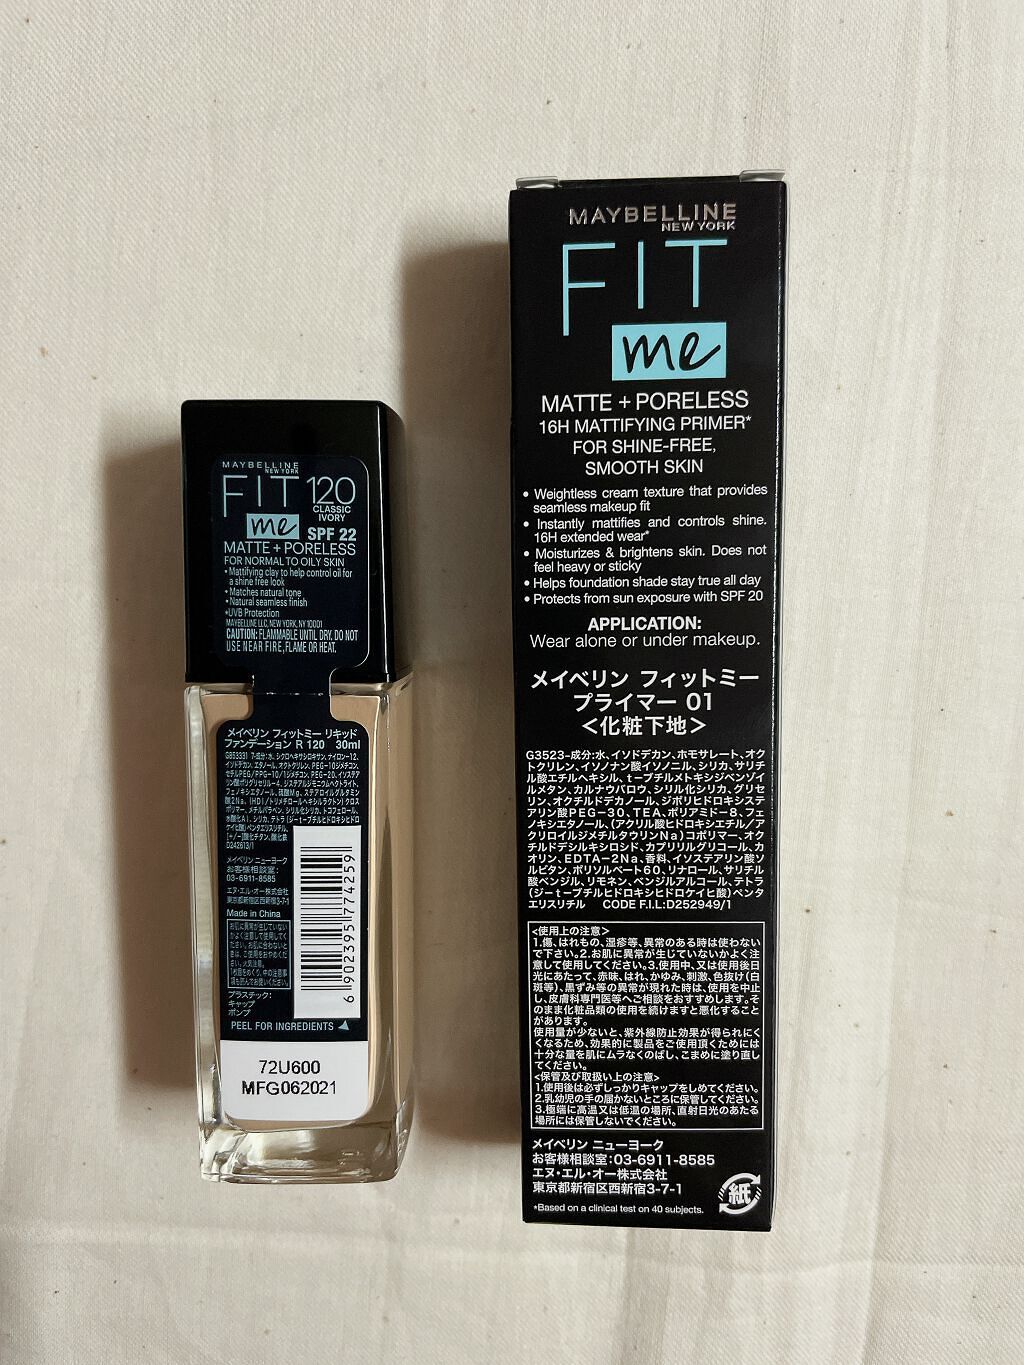 MAYBELLINE
NEW YORK
FIT 120
CLASSIC
IVORY
me SPF 22
MATTE + PORELESS
FOR NORMAL TO OILY SKIN
• Mattifying clay to help control oil for
a shine free look
• Matches natural tone
• Natural seamless finish
*UVB Protection
MAYBELLINE LLC, NEW YORK, NY 10001
CAUTION: FLAMMABLE UNTIL DRY. DO NOT
USE NEAR FIRE, FLAME OR HEAT.
メイベリン フィットミー リキッド
ファンデーション R 120 30ml
メイベリン ニューヨーク
お客様相談室:
03-6911-8585
エヌ・エル・オー株式会社
東京都新宿区西新宿3-7-1
Made in China
プラスチック:
キャップ
ポンプ
6 902395 774259
PEEL FOR INGREDIENTS
72U600
MFG062021
MAYBELLINE
NEW YORK
FIT
me
MATTE + PORELESS
16H MATTIFYING PRIMER*
FOR SHINE-FREE,
SMOOTH SKIN
• Weightless cream texture that provides
seamless makeup fit
• Instantly mattifies and controls shine.
16H extended wear*
• Moisturizes & brightens skin. Does not
feel heavy or sticky
• Helps foundation shade stay true all day
• Protects from sun exposure with SPF 20
APPLICATION:
Wear alone or under makeup.
メイベリン フィットミー
プライマー 01
<化粧下地>
G3523-成分:水、イソドデカン、ホモサレート、オク
トクリレン、イソノナン酸イソノニル、シリカ、サリチ
ル酸エチルヘキシル、t-ブチルメトキシジベンゾイ
ルメタン、カルナウバロウ、シリル化シリカ、グリセ
リン、オクチルドデカノール、ジポリヒドロキシステ
アリン酸PEG-30、TEA、ポリアミド-8、フェ
ノキシエタノール、(アクリル酸ヒドロキシエチル/ア
クリロイルジメチルタウリンNa)コポリマー、オク
チルドデシルキシロシド、カプリリルグリコール、カ
オリン、EDTA-2Na、香料、イソステアリン酸ソ
ルビタン、ポリソルベート60、リナロール、サリチル
酸ベンジル、リモネン、ベンジルアルコール、テトラ
(ジ-t-ブチルヒドロキシヒドロケイヒ酸)ペンタ
エリスリチル CODE F.I.L:D252949/1
<使用上の注意>
1.傷、はれもの、湿疹等、異常のある時は使わない
で下さい。2.お肌に異常が生じていないかよく注
意して使用してください。3.使用中、又は使用後日
光にあたって、赤味、はれ、かゆみ、刺激、色抜け(白
斑等)、黒ずみ等の異常が現れた時は、使用を中止
し、皮膚科専門医等へご相談をおすすめします。そ
のまま化粧品類の使用を続けますと悪化すること
があります。
使用量が少ないと、紫外線防止効果が得られにく
くなるため、効果的に製品をご使用頂くためには
十分な量を肌にムラなくのばし、こまめに塗り直し
てください。
<保管及び取扱い上の注意>
1.使用後は必ずしっかりキャップをしめてください。
2.乳幼児の手の届かないところに保管してください。
3.極端に高温又は低温の場所、直射日光のあたる
場所には保管しないでください。
メイベリン ニューヨーク
お客様相談室:03-6911-8585
エヌ・エル・オー株式会社
東京都新宿区西新宿3-7-1
*Based on a clinical test on 40 subjects.
紙